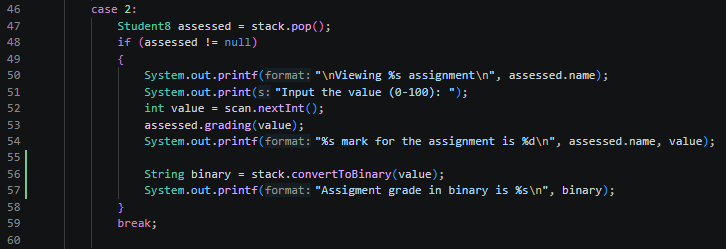 46 case 2:
47 Student8 assessed = stack.pop();
48 if (assessed != null)
49 {
50 System.out.printf(format: "\nViewing %s assignment\n", assessed.name);
51 System.out.print(s: "Input the value (0-100): ");
52 int value = scan.nextInt();
53 assessed.grading(value);
54 System.out.printf(format: "%s mark for the assignment is %d\n", assessed.name, value);
55
56 String binary = stack.convertToBinary(value);
57 System.out.printf(format: "Assigment grade in binary is %s\n", binary);
58 }
59 break;
60